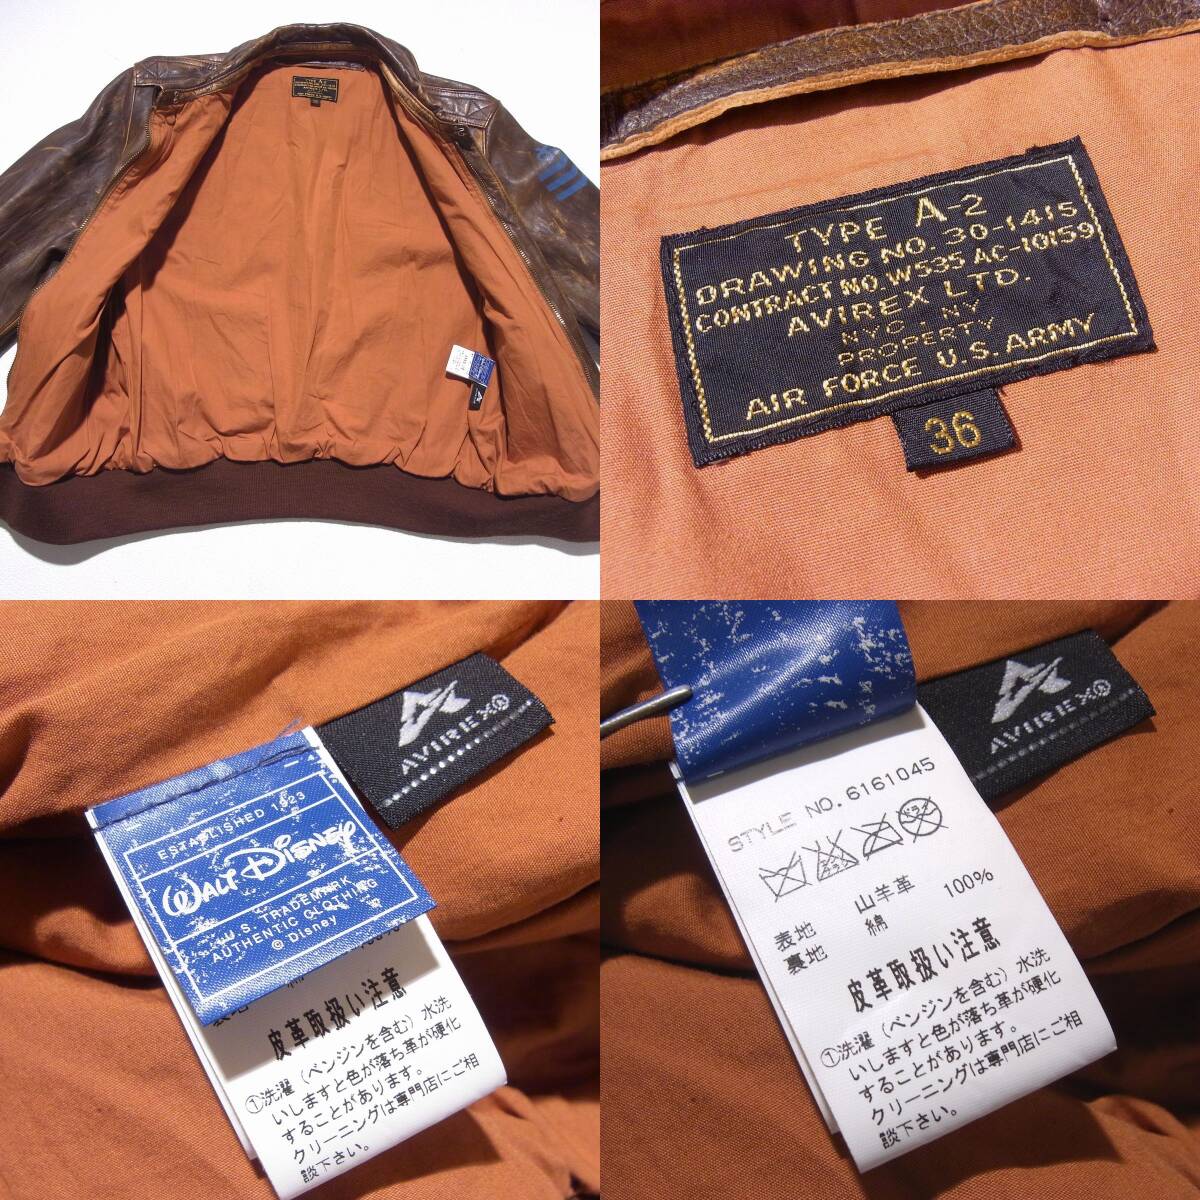 TYPE A-2
DRAWING NO. 30-1415
CONTRACT NO. W535 AC-10159
AVIREX LTD.
NYC, NY
PROPERTY
AIR FORCE U.S. ARMY
36
AVIREX
ESTABLISHED 1923
WALT DISNEY
U.S. TRADEMARK
AUTHENTIC CLOTHING
© Disney
皮革取扱い注意
①洗濯(ベンジンを含む)水洗
いしますと色が落ち革が硬化
することがあります。
クリーニングは専門店にご相
談下さい。
AVIREX
STYLE NO. 6161045
ドライ
表地 山羊革
裏地 綿 100%
皮革取扱い注意
①洗濯(ベンジンを含む)水洗
いしますと色が落ち革が硬化
することがあります。
クリーニングは専門店にご相
談下さい。